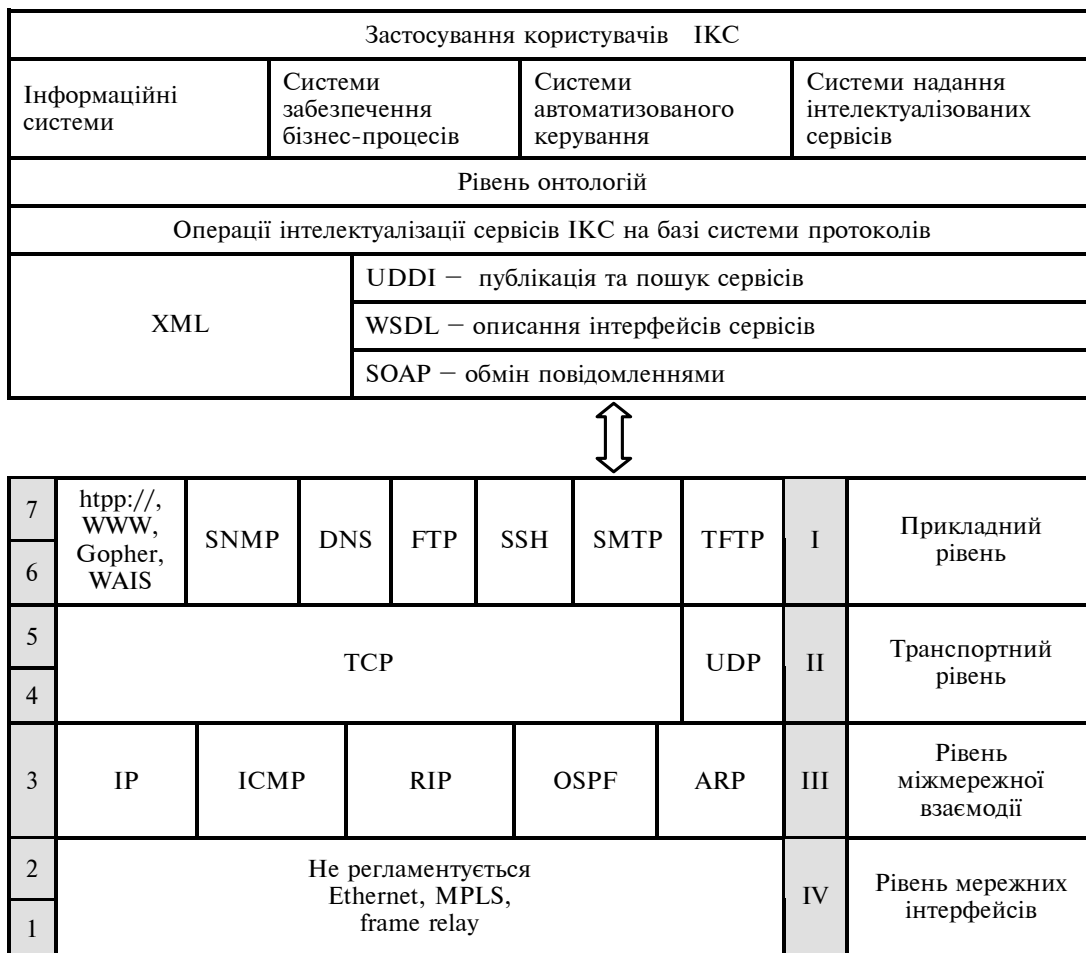 Застосування користувачів ІКС
Інформаційні
системи
Системи
забезпечення
бізнес-процесів
Системи
автоматизованого
керування
Системи надання
інтелектуалізованих
сервісів
Рівень онтологій
Операції інтелектуалізації сервісів ІКС на базі системи протоколів
XML
UDDI – публікація та пошук сервісів
WSDL – описання інтерфейсів сервісів
SOAP – обмін повідомленнями
7
6
htpp://,
WWW,
Gopher,
WAIS
SNMP
DNS
FTP
SSH
SMTP
TFTP
I
Прикладний
рівень
5
4
TCP
UDP
II
Транспортний
рівень
3
IP
ICMP
RIP
OSPF
ARP
III
Рівень
міжмережної
взаємодії
2
1
Не регламентується
Ethernet, MPLS,
frame relay
IV
Рівень мережних
інтерфейсів